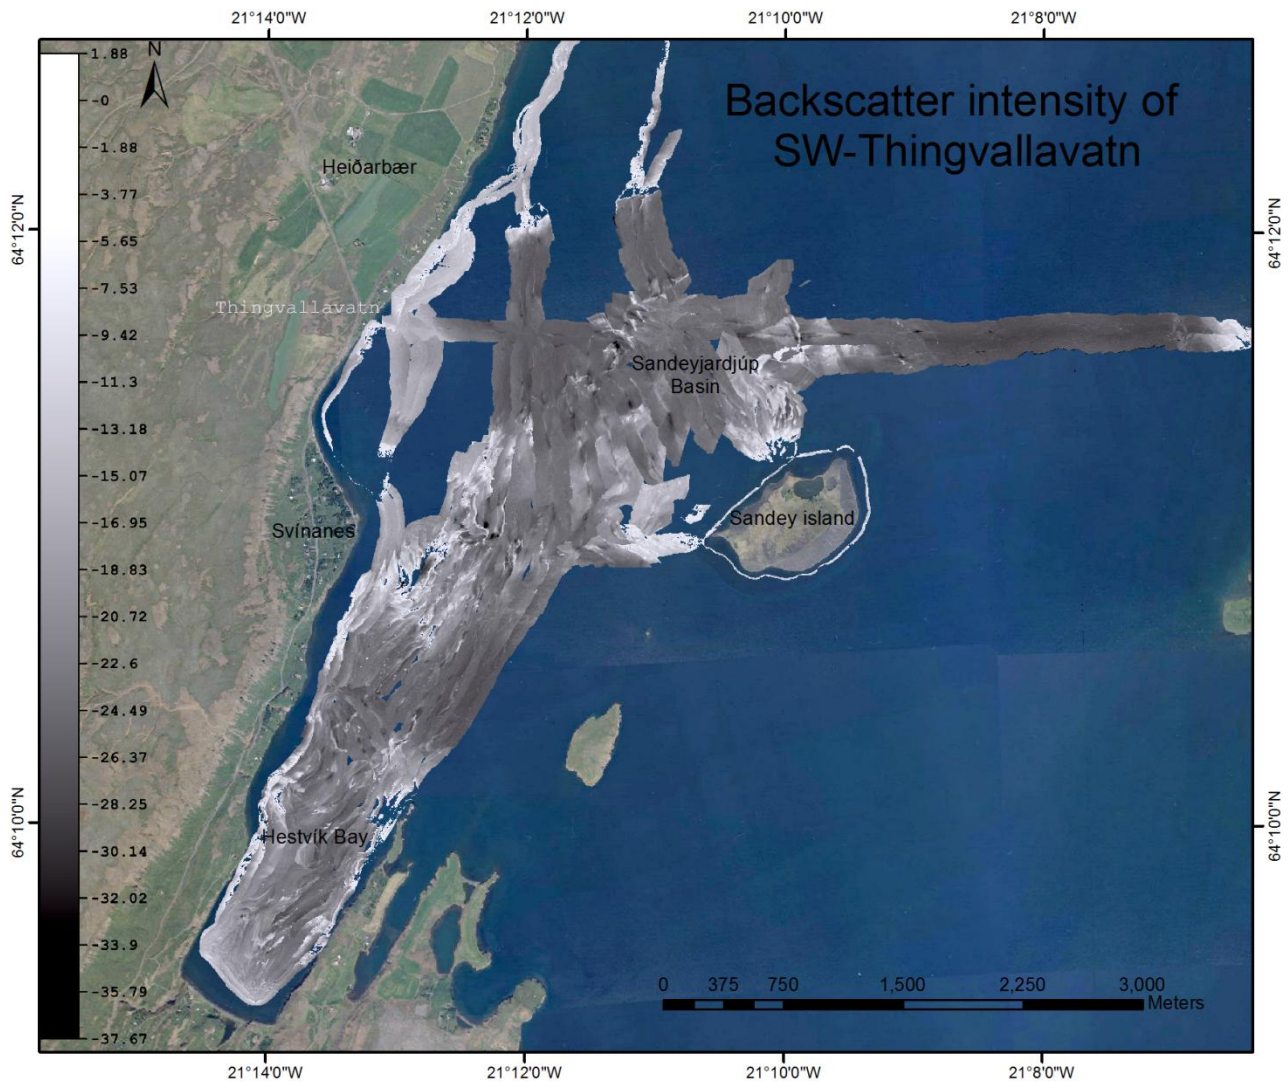 21°14'0"W
21°12'0"W
21°10'0"W
21°8'0"W
Backscatter intensity of
SW-Thingvallavatn
N
1.88
-0
-1.88
-3.77
-5.65
-7.53
-9.42
-11.3
-13.18
-15.07
-16.95
-18.83
-20.72
-22.6
-24.49
-26.37
-28.25
-30.14
-32.02
-33.9
-35.79
-37.67
64°12'0"N
64°12'0"N
Heiðarbær
Thingvallavatn
Sandeyjardjúp
Basin
Svínanes
Sandey island
Hestvík Bay
64°10'0"N
64°10'0"N
0 375 750 1,500 2,250 3,000
Meters
21°14'0"W
21°12'0"W
21°10'0"W
21°8'0"W